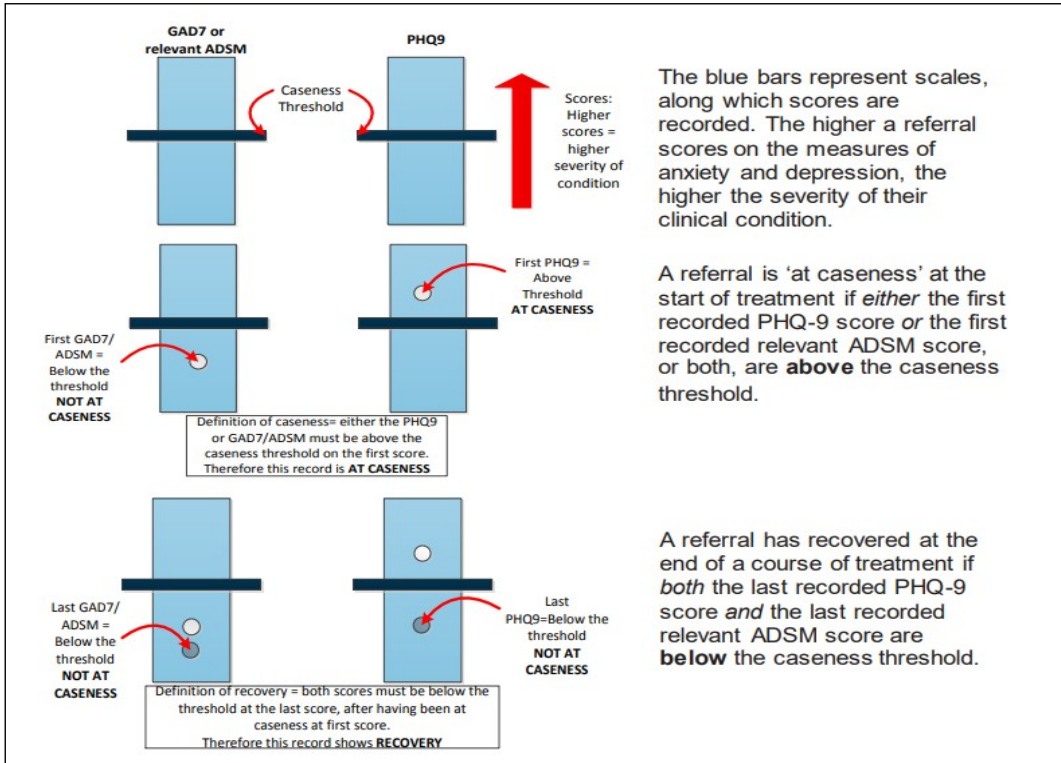 GAD7 or
relevant ADSM
PHQ9
Caseness
Threshold
Scores:
Higher
scores =
higher
severity of
condition
The blue bars represent scales,
along which scores are
recorded. The higher a referral
scores on the measures of
anxiety and depression, the
higher the severity of their
clinical condition.
First PHQ9 =
Above
Threshold
AT CASENESS
First GAD7/
ADSM =
Below the
threshold
NOT AT
CASENESS
Definition of caseness= either the PHQ9
or GAD7/ADSM must be above the
caseness threshold on the first score.
Therefore this record is AT CASENESS
A referral is ‘at caseness’ at the
start of treatment if either the first
recorded PHQ-9 score or the first
recorded relevant ADSM score,
or both, are above the caseness
threshold.
Last GAD7/
ADSM =
Below the
threshold
NOT AT
CASENESS
Last
PHQ9=Below the
threshold
NOT AT
CASENESS
Definition of recovery = both scores must be below the
threshold at the last score, after having been at
caseness at first score.
Therefore this record shows RECOVERY
A referral has recovered at the
end of a course of treatment if
both the last recorded PHQ-9
score and the last recorded
relevant ADSM score are
below the caseness threshold.